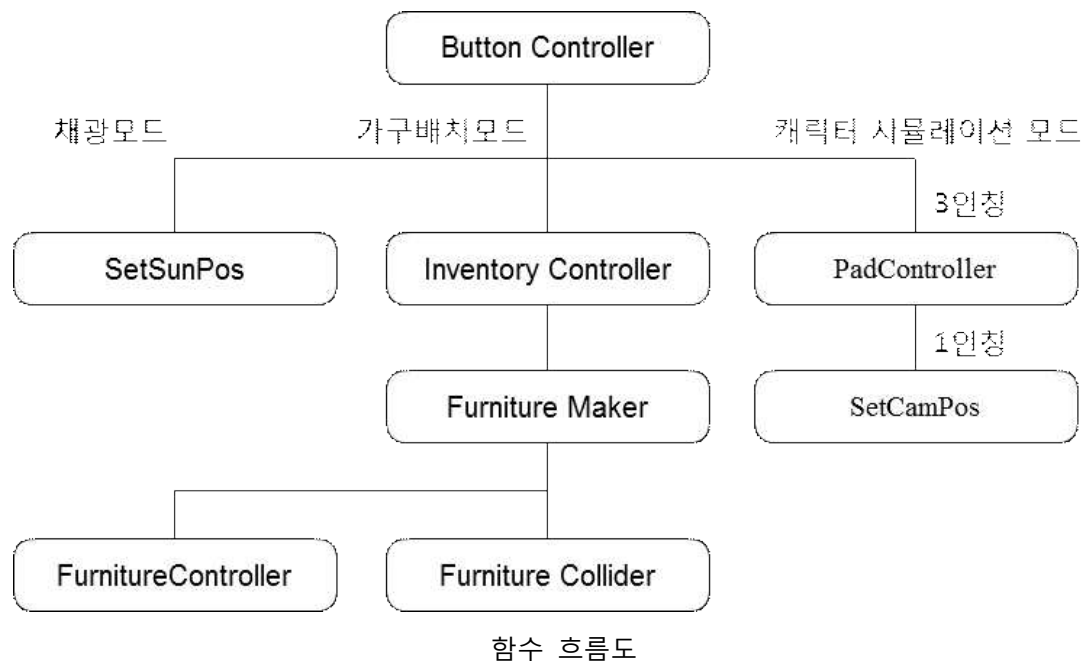 Button Controller
채광모드
가구배치모드
캐릭터 시뮬레이션 모드
3인칭
SetSunPos
Inventory Controller
PadController
1인칭
Furniture Maker
SetCamPos
FurnitureController
Furniture Collider
함수 흐름도